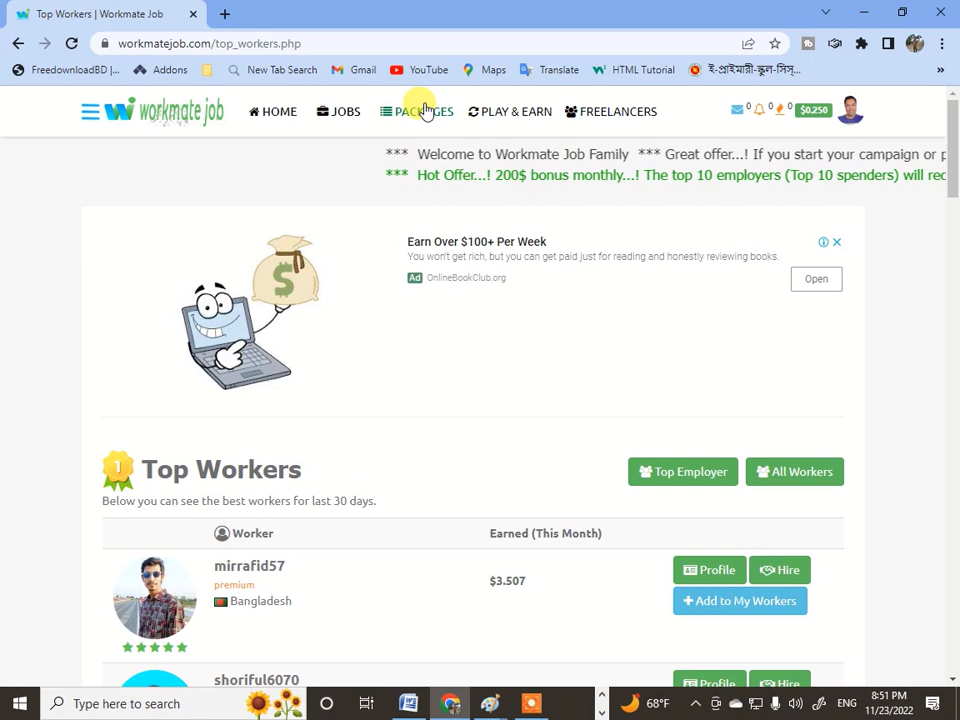 Top Workers | Workmate Job
workmatejob.com/top_workers.php
FreedownloadBD |... Addons New Tab Search Gmail YouTube Maps Translate HTML Tutorial ই-প্রাইমারী-স্কুল-সিস্... »
workmate job HOME JOBS PACKAGES PLAY & EARN FREELANCERS 0 0 0 $0.250
*** Welcome to Workmate Job Family *** Great offer...! If you start your campaign or p
*** Hot Offer...! 200$ bonus monthly...! The top 10 employers (Top 10 spenders) will rec
Earn Over $100+ Per Week
You won't get rich, but you can get paid just for reading and honestly reviewing books.
Ad OnlineBookClub.org
Open
1 Top Workers
Top Employer All Workers
Below you can see the best workers for last 30 days.
Worker Earned (This Month)
mirrafid57
premium
Bangladesh
$3.507
Profile Hire
+ Add to My Workers
shoriful6070
Profile Hire
Type here to search
68°F
ENG
8:51 PM
11/23/2022